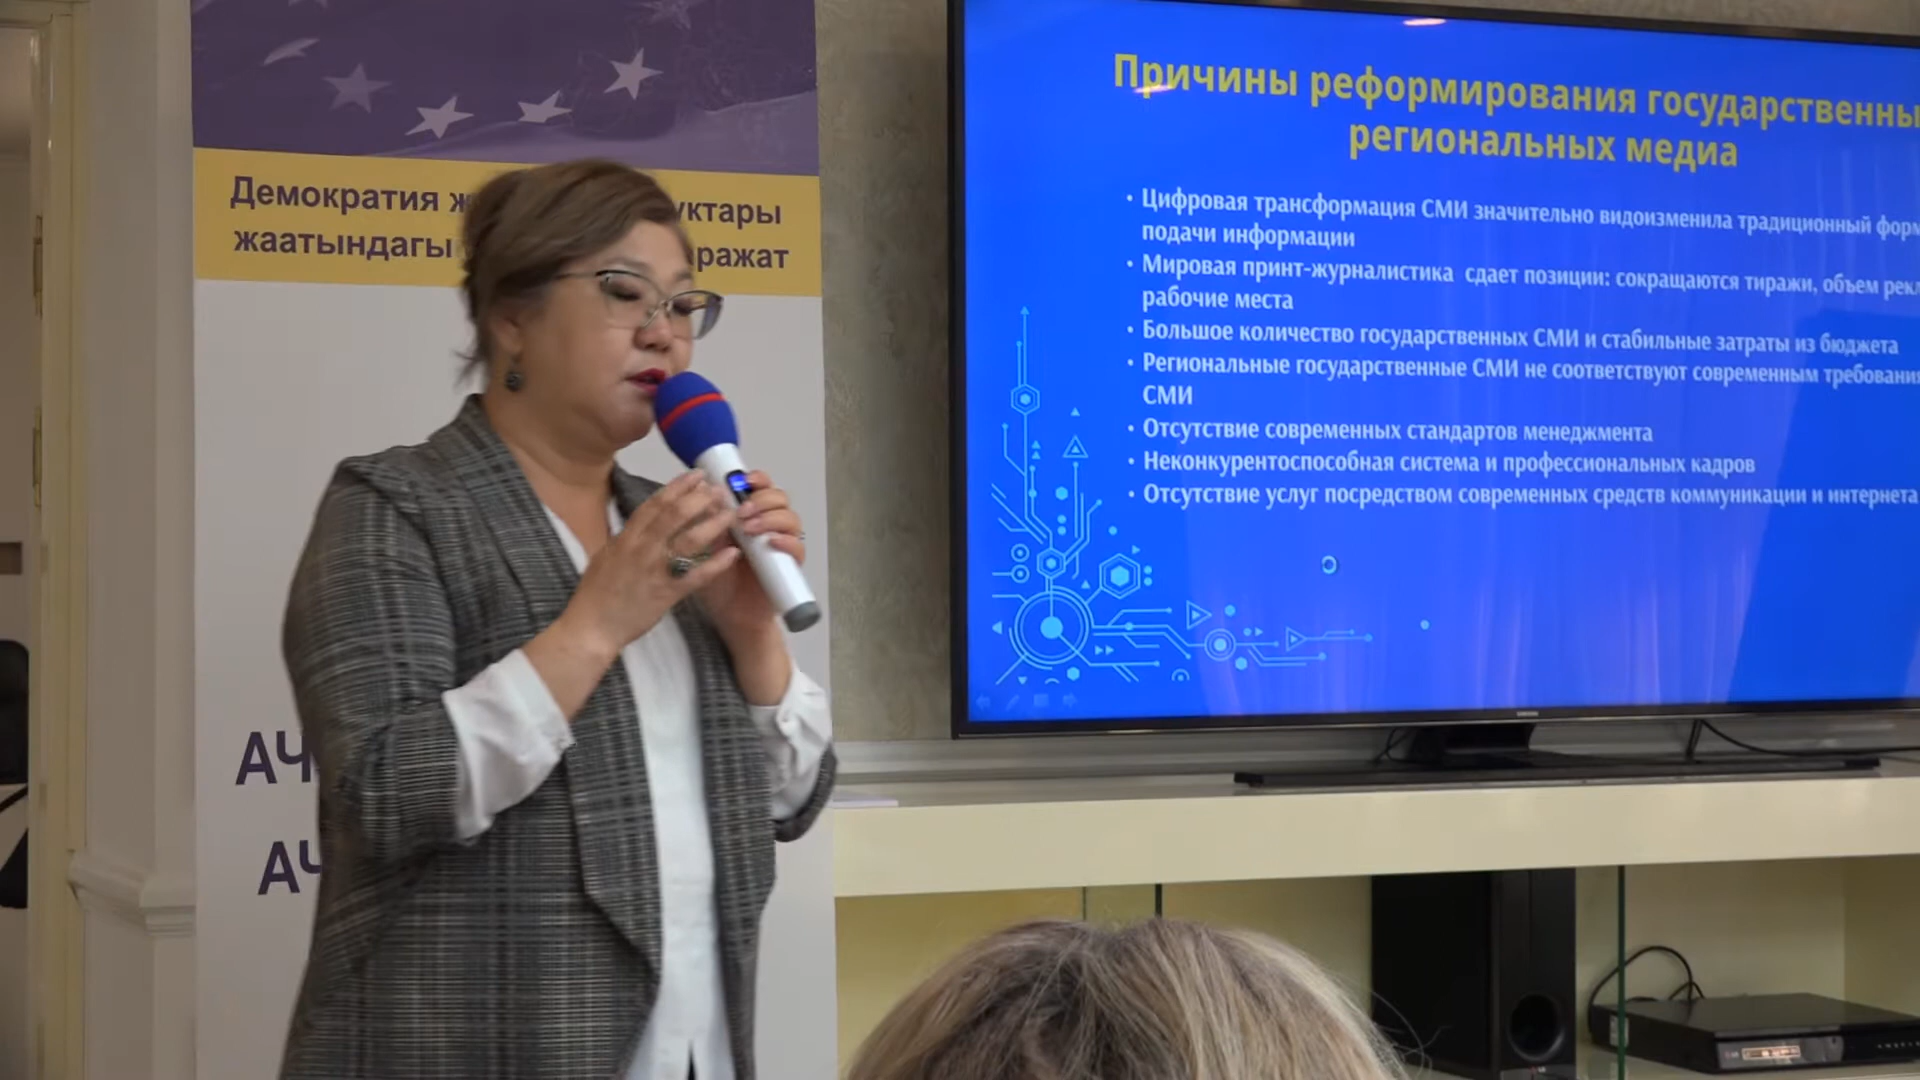 Демократия
уктары
жаатындагы
аражат
АЧ
АЧ
Причины реформирования государственны
региональных медиа
• Цифровая трансформация СМИ значительно видоизменила традиционный форм
подачи информации
• Мировая принт-журналистика сдает позиции: сокращаются тиражи, объем рекл
рабочие места
• Большое количество государственных СМИ и стабильные затраты из бюджета
• Региональные государственные СМИ не соответствуют современным требования
СМИ
• Отсутствие современных стандартов менеджмента
• Неконкурентоспособная система и профессиональных кадров
• Отсутствие услуг посредством современных средств коммуникации и интернета
SAMSUNG